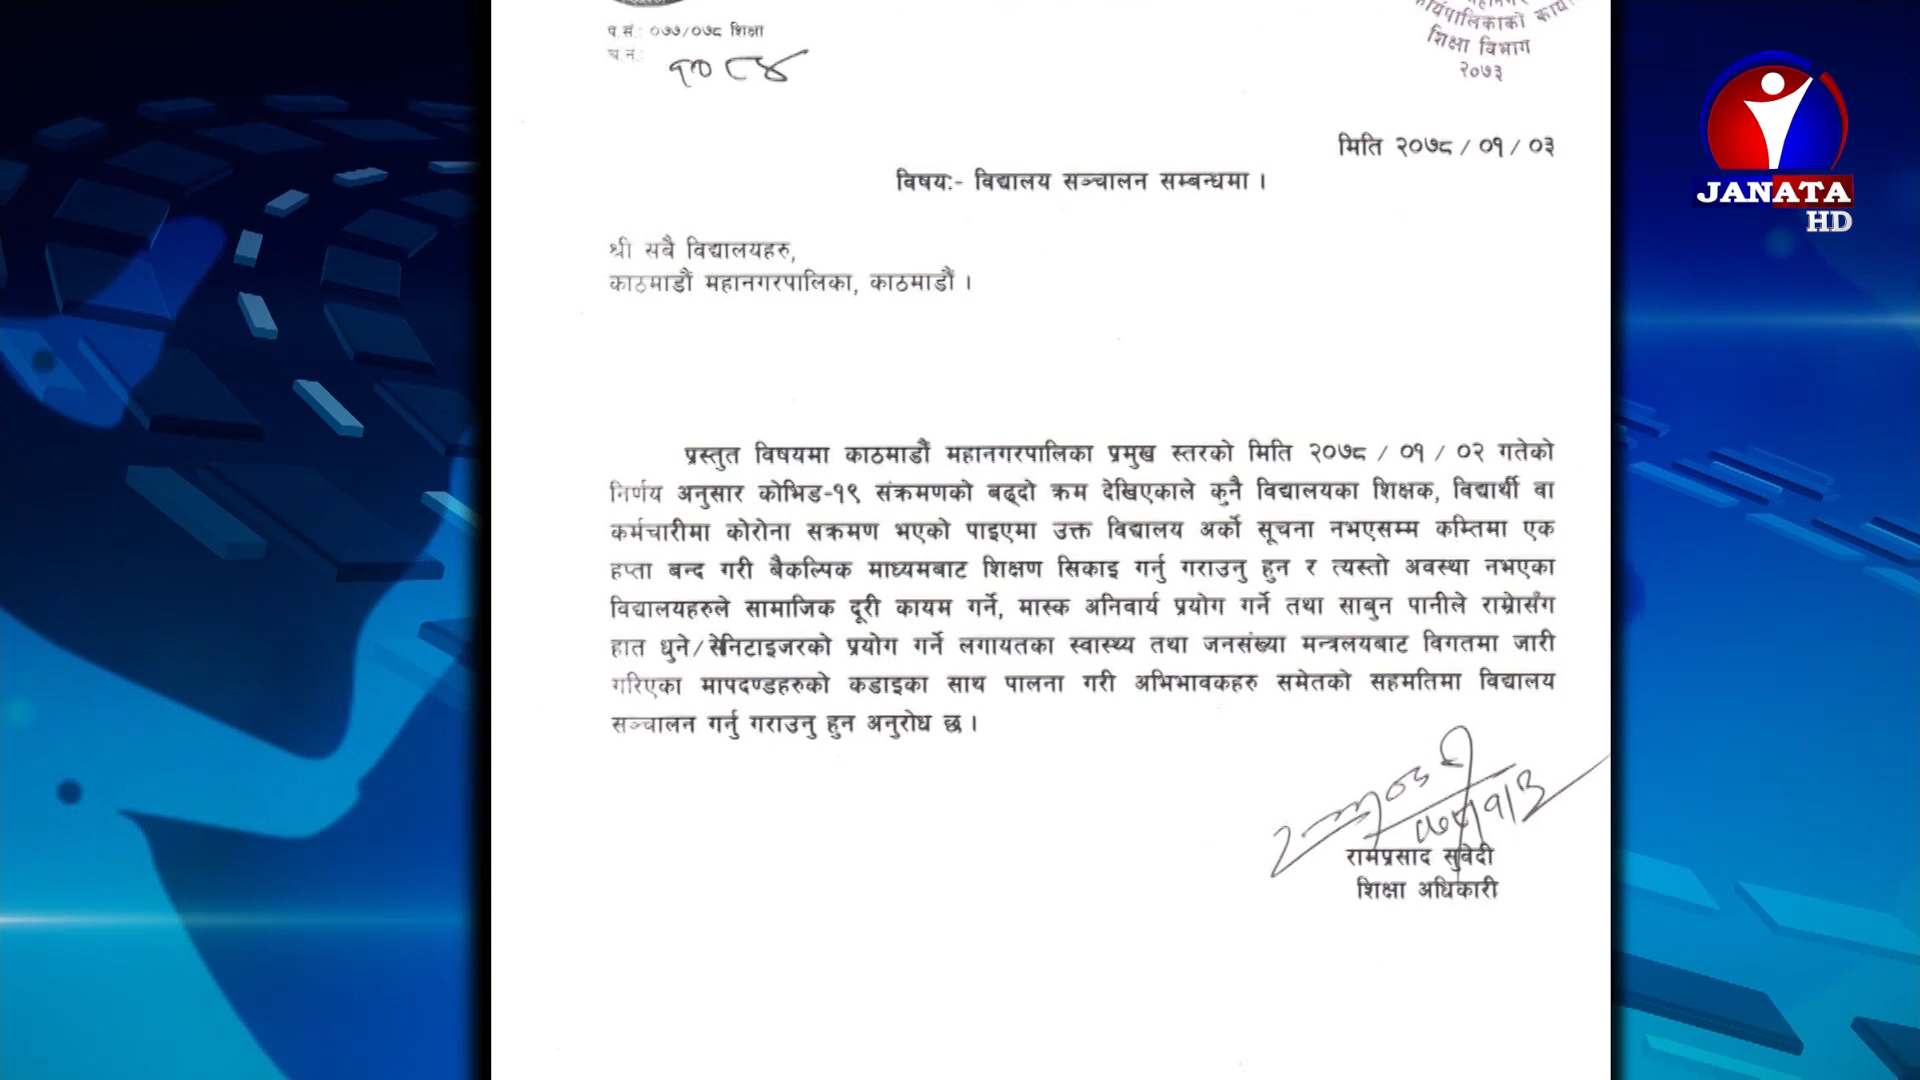 प.सं.: ०७७/०७८ शिक्षा
च.नं.:
१०८४
कार्यपालिकाको
शिक्षा विभाग
२०७३
JANATA
HD
मिति २०७८ / ०१ / ०३
विषय:- विद्यालय सञ्चालन सम्बन्धमा ।
श्री सबै विद्यालयहरु,
काठमाडौं महानगरपालिका, काठमाडौं ।
प्रस्तुत विषयमा काठमाडौं महानगरपालिका प्रमुख स्तरको मिति २०७८ / ०१ / ०२ गतेको
निर्णय अनुसार कोभिड-१९ संक्रमणको बढ्दो क्रम देखिएकाले कुनै विद्यालयका शिक्षक, विद्यार्थी वा
कर्मचारीमा कोरोना सक्रमण भएको पाइएमा उक्त विद्यालय अर्को सूचना नभएसम्म कम्तिमा एक
हप्ता बन्द गरी बैकल्पिक माध्यमबाट शिक्षण सिकाइ गर्नु गराउनु हुन र त्यस्तो अवस्था नभएका
विद्यालयहरुले सामाजिक दूरी कायम गर्ने, मास्क अनिवार्य प्रयोग गर्ने तथा साबुन पानीले राम्रोसँग
हात धुने/सेनिटाइजरको प्रयोग गर्ने लगायतका स्वास्थ्य तथा जनसंख्या मन्त्रलयबाट विगतमा जारी
गरिएका मापदण्डहरुको कडाइका साथ पालना गरी अभिभावकहरु समेतको सहमतिमा विद्यालय
सञ्चालन गर्नु गराउनु हुन अनुरोध छ ।
रामप्रसाद सुवेदी
शिक्षा अधिकारी